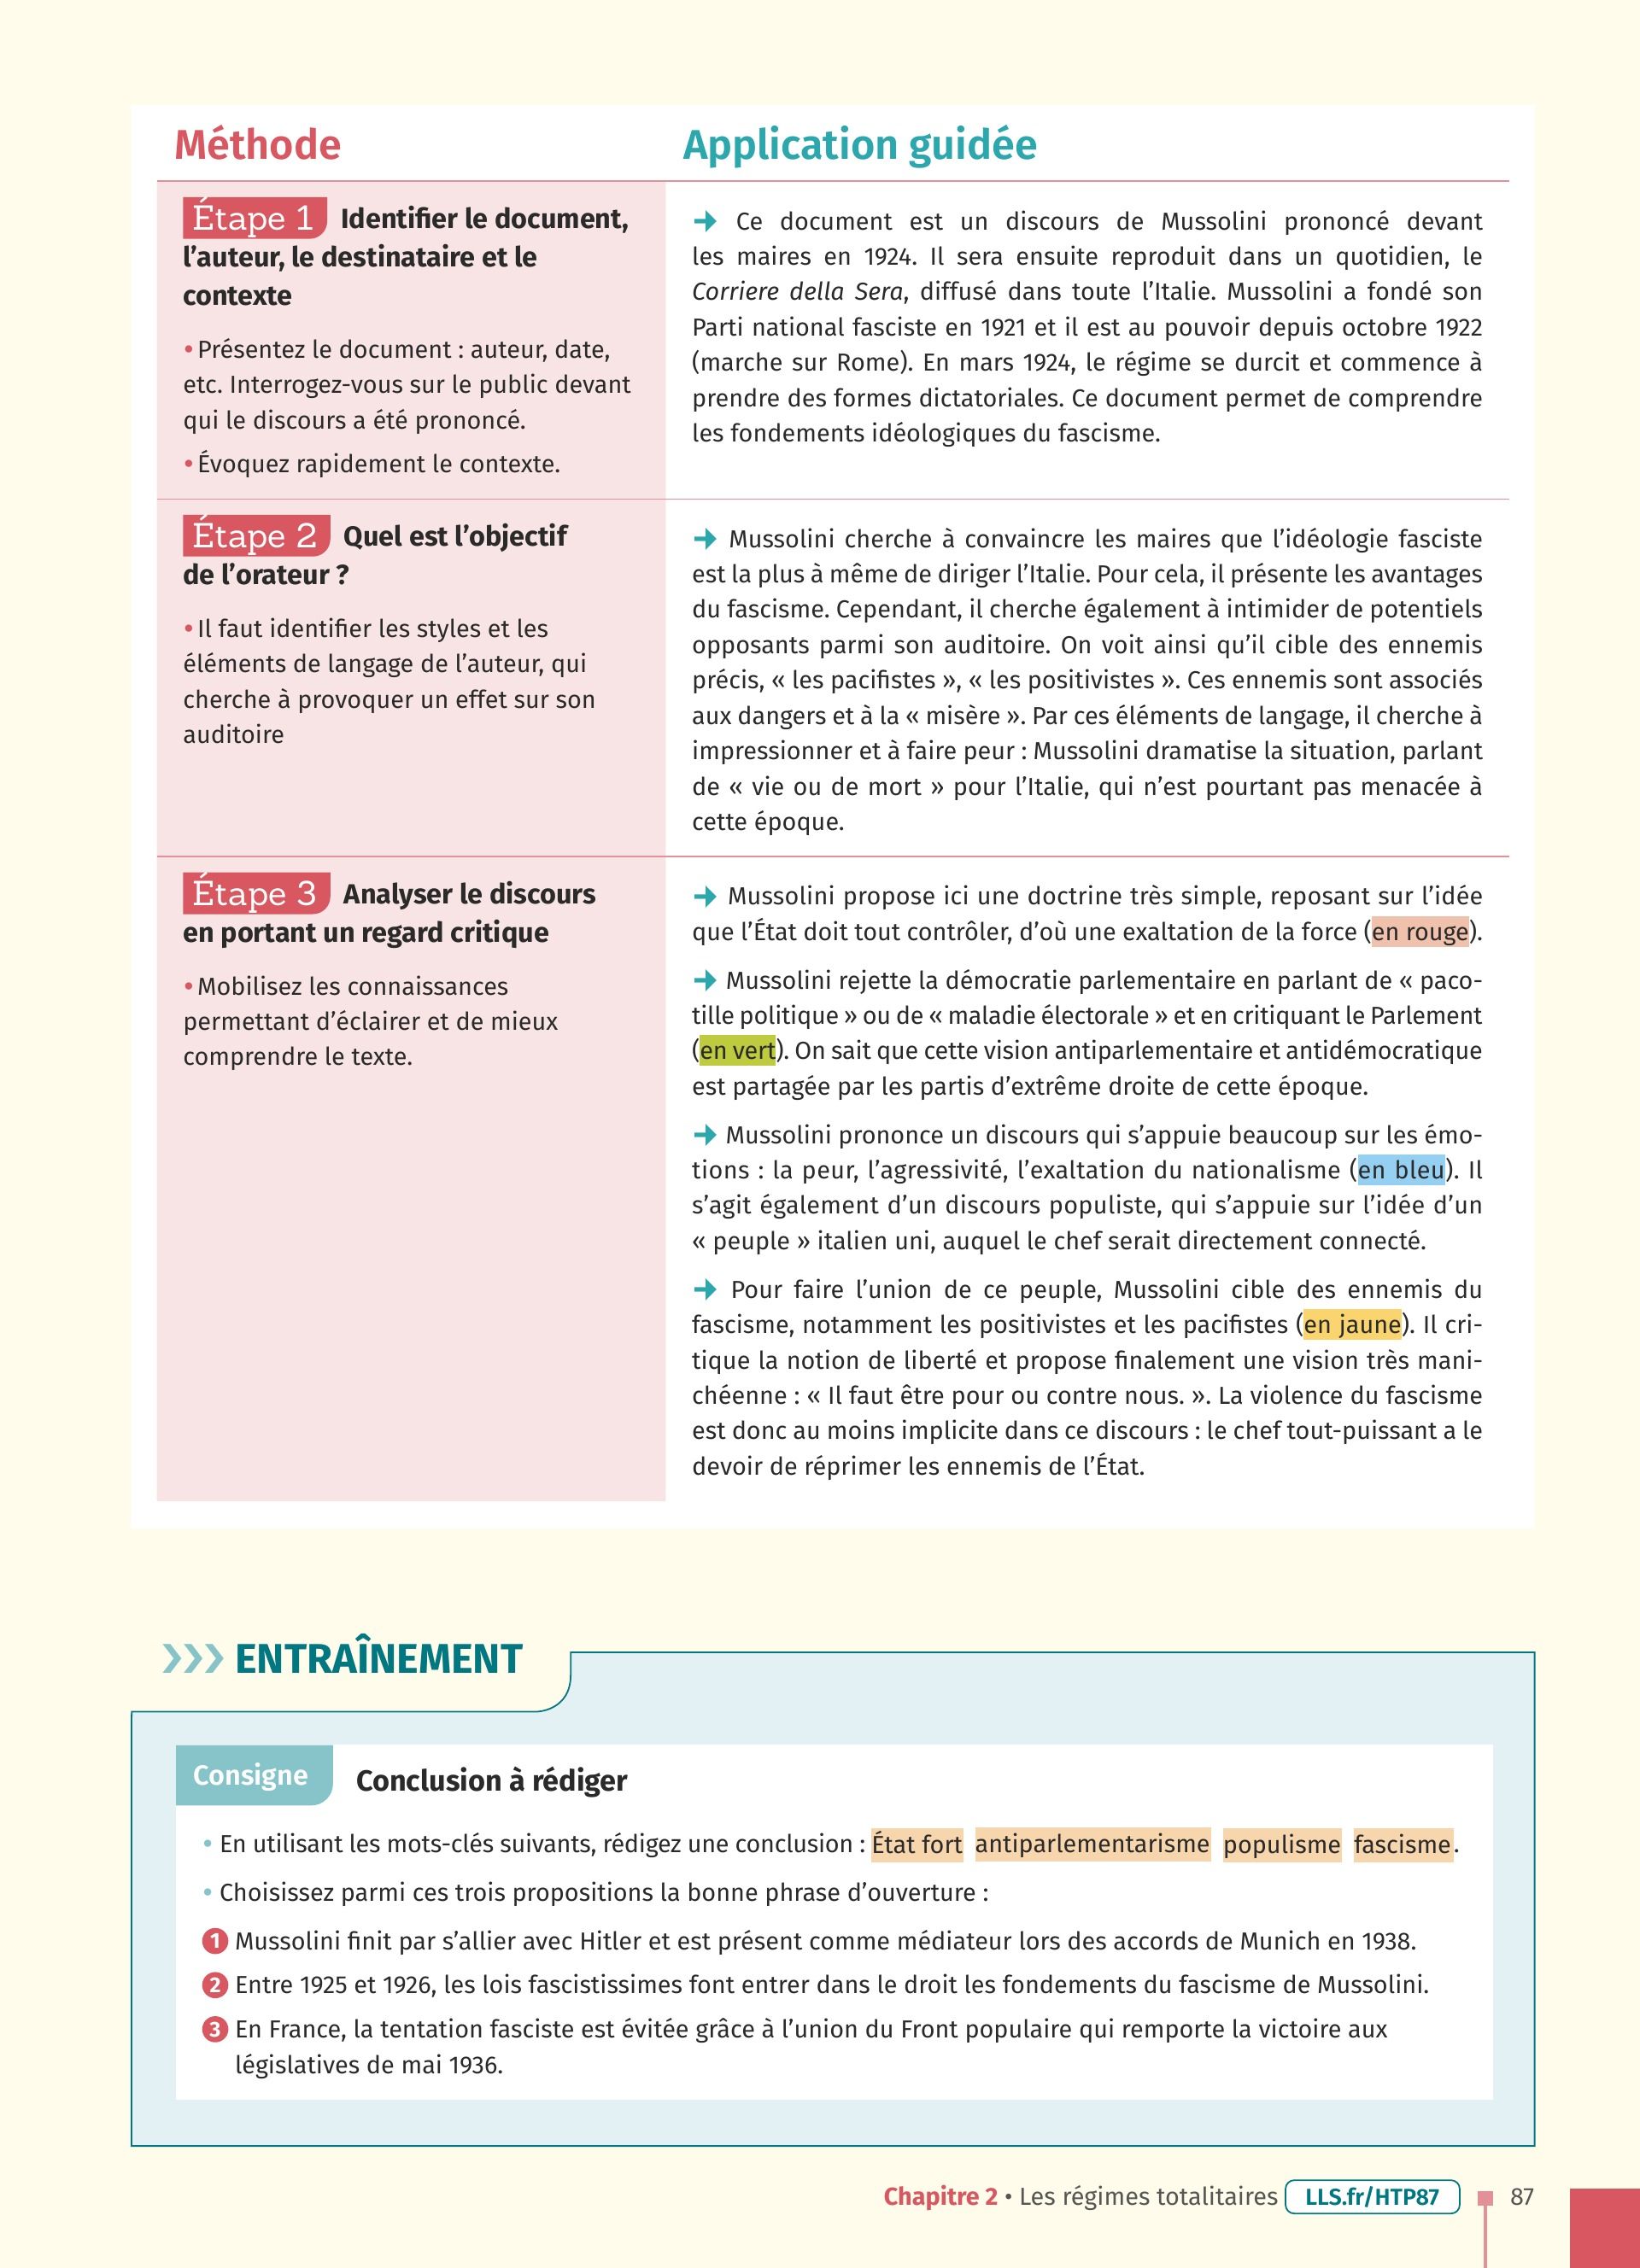 Méthode
Application guidée
Étape 1 Identifier le document,
l'auteur, le destinataire et le
contexte
• Présentez le document : auteur, date,
etc. Interrogez-vous sur le public devant
qui le discours a été prononcé.
• Évoquez rapidement le contexte.
➜ Ce document est un discours de Mussolini prononcé devant
les maires en 1924. Il sera ensuite reproduit dans un quotidien, le
Corriere della Sera, diffusé dans toute l'Italie. Mussolini a fondé son
Parti national fasciste en 1921 et il est au pouvoir depuis octobre 1922
(marche sur Rome). En mars 1924, le régime se durcit et commence à
prendre des formes dictatoriales. Ce document permet de comprendre
les fondements idéologiques du fascisme.
Étape 2 Quel est l'objectif
de l'orateur ?
• Il faut identifier les styles et les
éléments de langage de l'auteur, qui
cherche à provoquer un effet sur son
auditoire
➜ Mussolini cherche à convaincre les maires que l'idéologie fasciste
est la plus à même de diriger l'Italie. Pour cela, il présente les avantages
du fascisme. Cependant, il cherche également à intimider de potentiels
opposants parmi son auditoire. On voit ainsi qu'il cible des ennemis
précis, « les pacifistes », « les positivistes ». Ces ennemis sont associés
aux dangers et à la « misère ». Par ces éléments de langage, il cherche à
impressionner et à faire peur : Mussolini dramatise la situation, parlant
de « vie ou de mort » pour l'Italie, qui n'est pourtant pas menacée à
cette époque.
Étape 3 Analyser le discours
en portant un regard critique
• Mobilisez les connaissances
permettant d'éclairer et de mieux
comprendre le texte.
➜ Mussolini propose ici une doctrine très simple, reposant sur l'idée
que l'État doit tout contrôler, d'où une exaltation de la force (en rouge).
➜ Mussolini rejette la démocratie parlementaire en parlant de « paco-
tille politique » ou de « maladie électorale » et en critiquant le Parlement
(en vert). On sait que cette vision antiparlementaire et antidémocratique
est partagée par les partis d'extrême droite de cette époque.
➜ Mussolini prononce un discours qui s'appuie beaucoup sur les émo-
tions : la peur, l'agressivité, l'exaltation du nationalisme (en bleu). Il
s'agit également d'un discours populiste, qui s'appuie sur l'idée d'un
« peuple » italien uni, auquel le chef serait directement connecté.
➜ Pour faire l'union de ce peuple, Mussolini cible des ennemis du
fascisme, notamment les positivistes et les pacifistes (en jaune). Il cri-
tique la notion de liberté et propose finalement une vision très mani-
chéenne : « Il faut être pour ou contre nous. ». La violence du fascisme
est donc au moins implicite dans ce discours : le chef tout-puissant a le
devoir de réprimer les ennemis de l'État.
ENTRAÎNEMENT
Consigne Conclusion à rédiger
• En utilisant les mots-clés suivants, rédigez une conclusion : État fort antiparlementarisme populisme fascisme.
• Choisissez parmi ces trois propositions la bonne phrase d'ouverture :
1 Mussolini finit par s'allier avec Hitler et est présent comme médiateur lors des accords de Munich en 1938.
2 Entre 1925 et 1926, les lois fascistissimes font entrer dans le droit les fondements du fascisme de Mussolini.
3 En France, la tentation fasciste est évitée grâce à l'union du Front populaire qui remporte la victoire aux
législatives de mai 1936.
Chapitre 2 • Les régimes totalitaires LLS.fr/HTP87 87